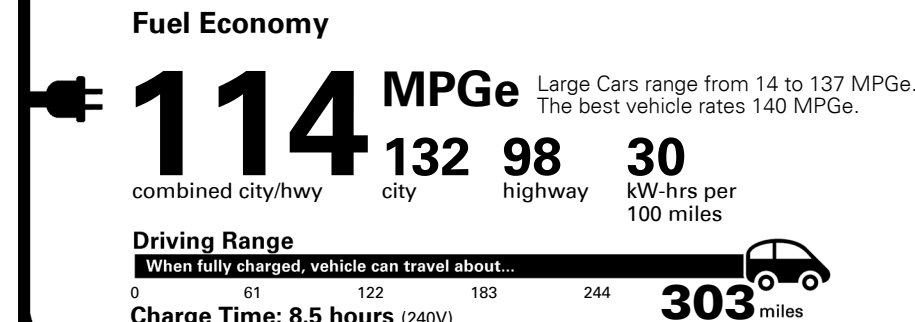 Fuel Economy
114
MPGe
Large Cars range from 14 to 137 MPGe.
The best vehicle rates 140 MPGe.
132 98 30
combined city/hwy city highway kW-hrs per
100 miles
Driving Range
When fully charged, vehicle can travel about...
0 61 122 183 244 303 miles
Charge Time: 8.5 hours (240V)